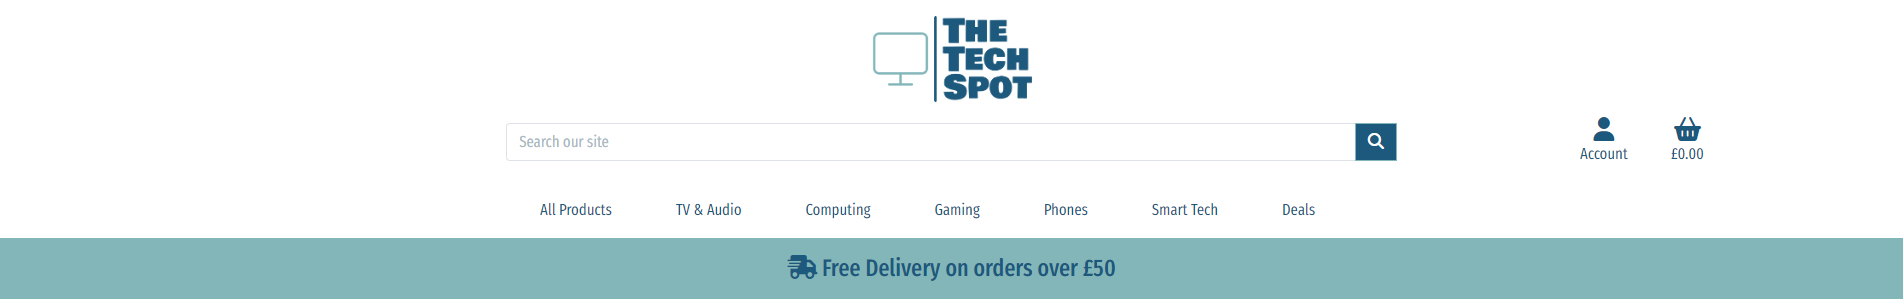 THE
TECH
SPOT
Search our site
Account
£0.00
All Products
TV & Audio
Computing
Gaming
Phones
Smart Tech
Deals
Free Delivery on orders over £50